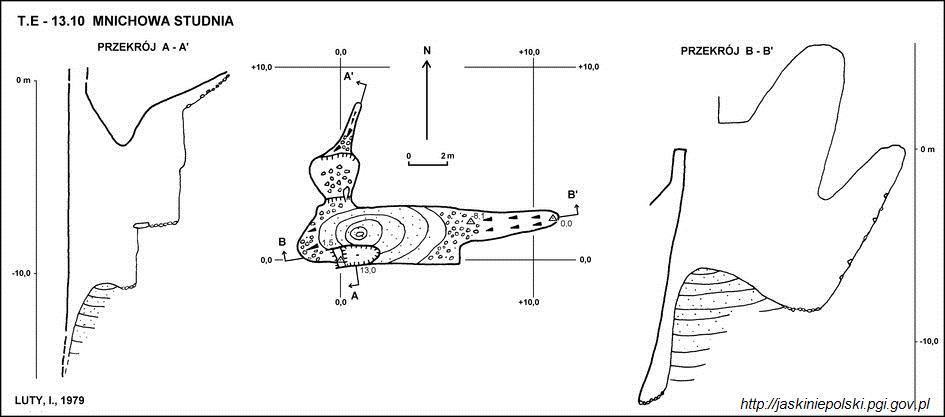 T.E - 13.10 MNICHOWA STUDNIA
PRZEKRÓJ A - A'
0 m
-10,0
LUTY, I., 1979
0,0
+10,0
N
+10,0
+10,0
A'
0 2 m
B'
8,1
0,0
B
1,5
0,0
13,0
A
0,0
0,0
+10,0
PRZEKRÓJ B - B'
0 m
-10,0
http://jaskiniepolski.pgi.gov.pl